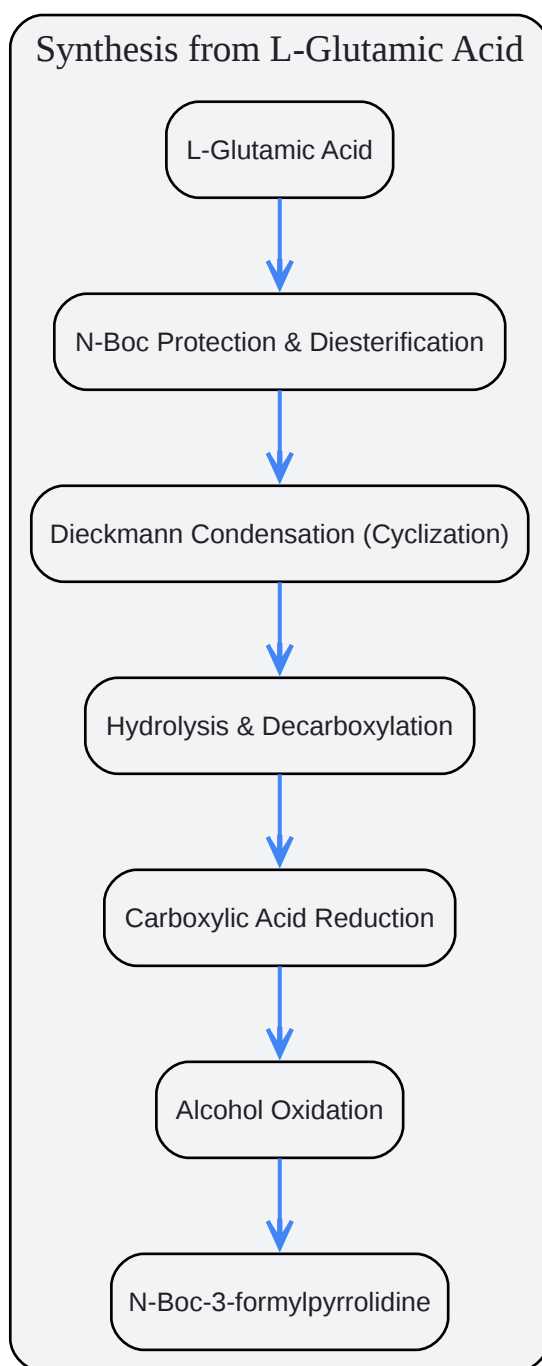 Synthesis from L-Glutamic Acid
L-Glutamic Acid
N-Boc Protection & Diesterification
Dieckmann Condensation (Cyclization)
Hydrolysis & Decarboxylation
Carboxylic Acid Reduction
Alcohol Oxidation
N-Boc-3-formylpyrrolidine